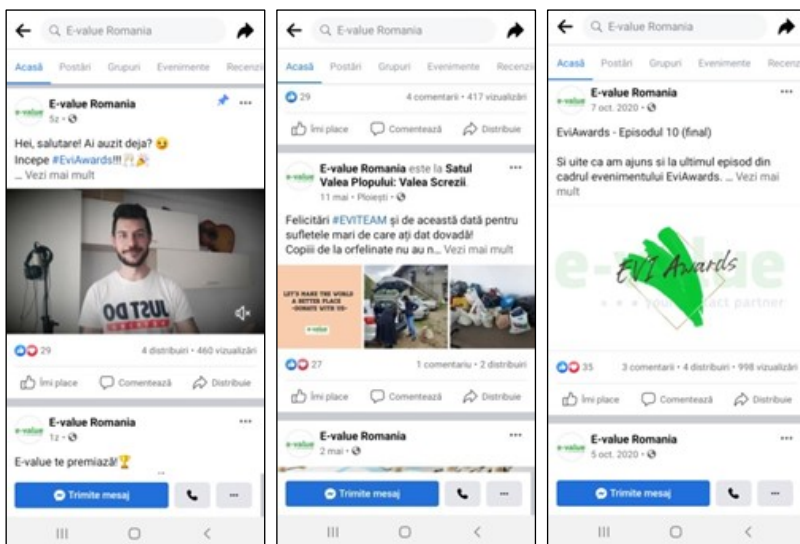 E-value Romania
Acasă Postări Grupuri Evenimente Recenzii
E-value Romania
5z
Hei, salutare! Ai auzit deja?
Incepe #EviAwards!!!
... Vezi mai mult
JUST DO
29 4 distribuiri • 460 vizualizări
Îmi place Comentează Distribuie
E-value Romania
1z
E-value te premiază!
Trimite mesaj
E-value Romania
Acasă Postări Grupuri Evenimente Recenzii
29 4 comentarii • 417 vizualizări
Îmi place Comentează Distribuie
E-value Romania este la Satul
Valea Plopului: Valea Screzii.
11 mai • Ploiești
Felicitări #EVITEAM și de această dată pentru
sufletele mari de care ați dat dovadă!
Copiii de la orfelinate nu au n... Vezi mai mult
LET'S MAKE THE WORLD
A BETTER PLACE
-DONATE WITH US-
e-value
27 1 comentariu • 2 distribuiri
Îmi place Comentează Distribuie
E-value Romania
2 mai
Trimite mesaj
E-value Romania
Acasă Postări Grupuri Evenimente Recenz
E-value Romania
7 oct. 2020
EviAwards - Episodul 10 (final)
Si uite ca am ajuns si la ultimul episod din
cadrul evenimentului EviAwards. ... Vezi mai
mult
EVI Awards
35 3 comentarii • 4 distribuiri • 998 vizualizări
Îmi place Comentează Distribuie
E-value Romania
5 oct. 2020
Trimite mesaj